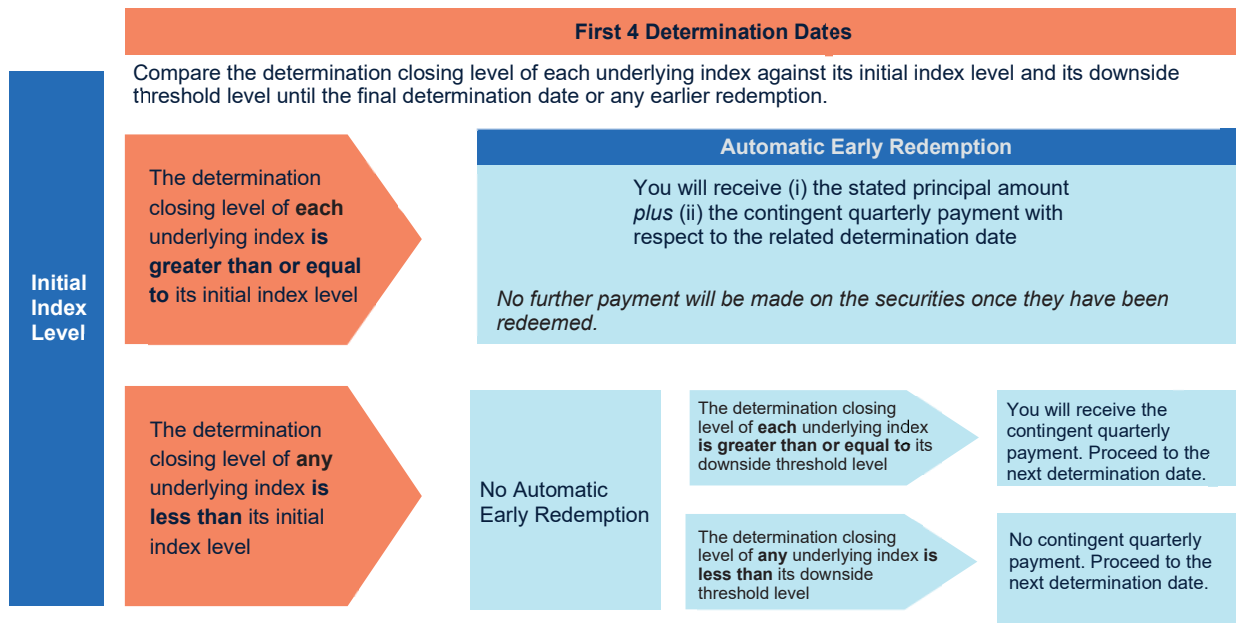 First 4 Determination Dates
Compare the determination closing level of each underlying index against its initial index level and its downside
threshold level until the final determination date or any earlier redemption.
Initial
Index
Level
The determination
closing level of each
underlying index is
greater than or equal
to its initial index level
Automatic Early Redemption
You will receive (i) the stated principal amount
plus (ii) the contingent quarterly payment with
respect to the related determination date
No further payment will be made on the securities once they have been
redeemed.
The determination
closing level of any
underlying index is
less than its initial
index level
No Automatic
Early Redemption
The determination closing
level of each underlying index
is greater than or equal to its
downside threshold level
You will receive the
contingent quarterly
payment. Proceed to the
next determination date.
The determination closing
level of any underlying index is
less than its downside
threshold level
No contingent quarterly
payment. Proceed to the
next determination date.